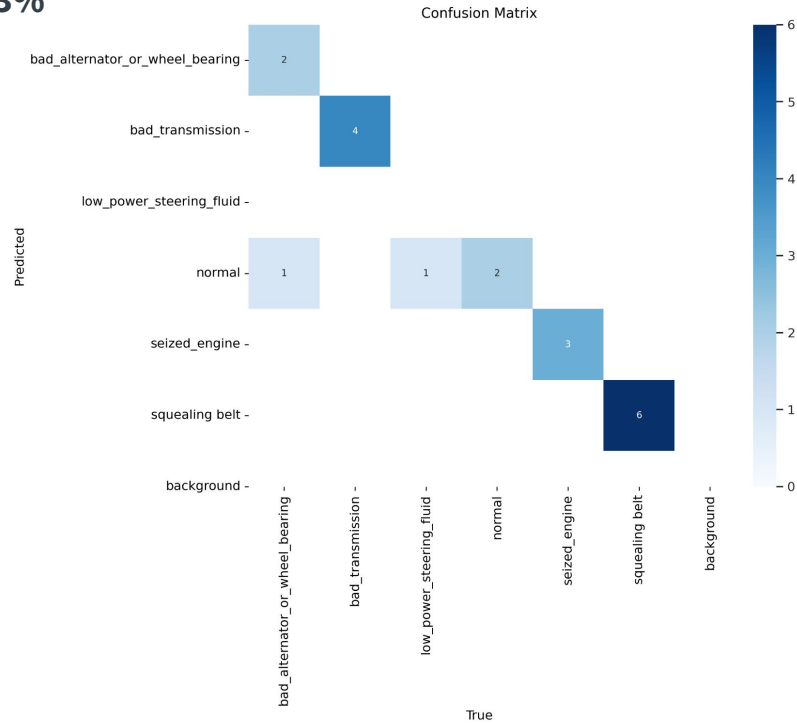 Confusion Matrix
6
bad_alternator_or_wheel_bearing
2
5
bad_transmission
4
4
low_power_steering_fluid
Predicted
3
normal
1
1
2
2
seized_engine
3
squealing belt
6
1
background
0
bad_alternator_or_wheel_bearing
bad_transmission
low_power_steering_fluid
normal
seized_engine
squealing belt
background
True